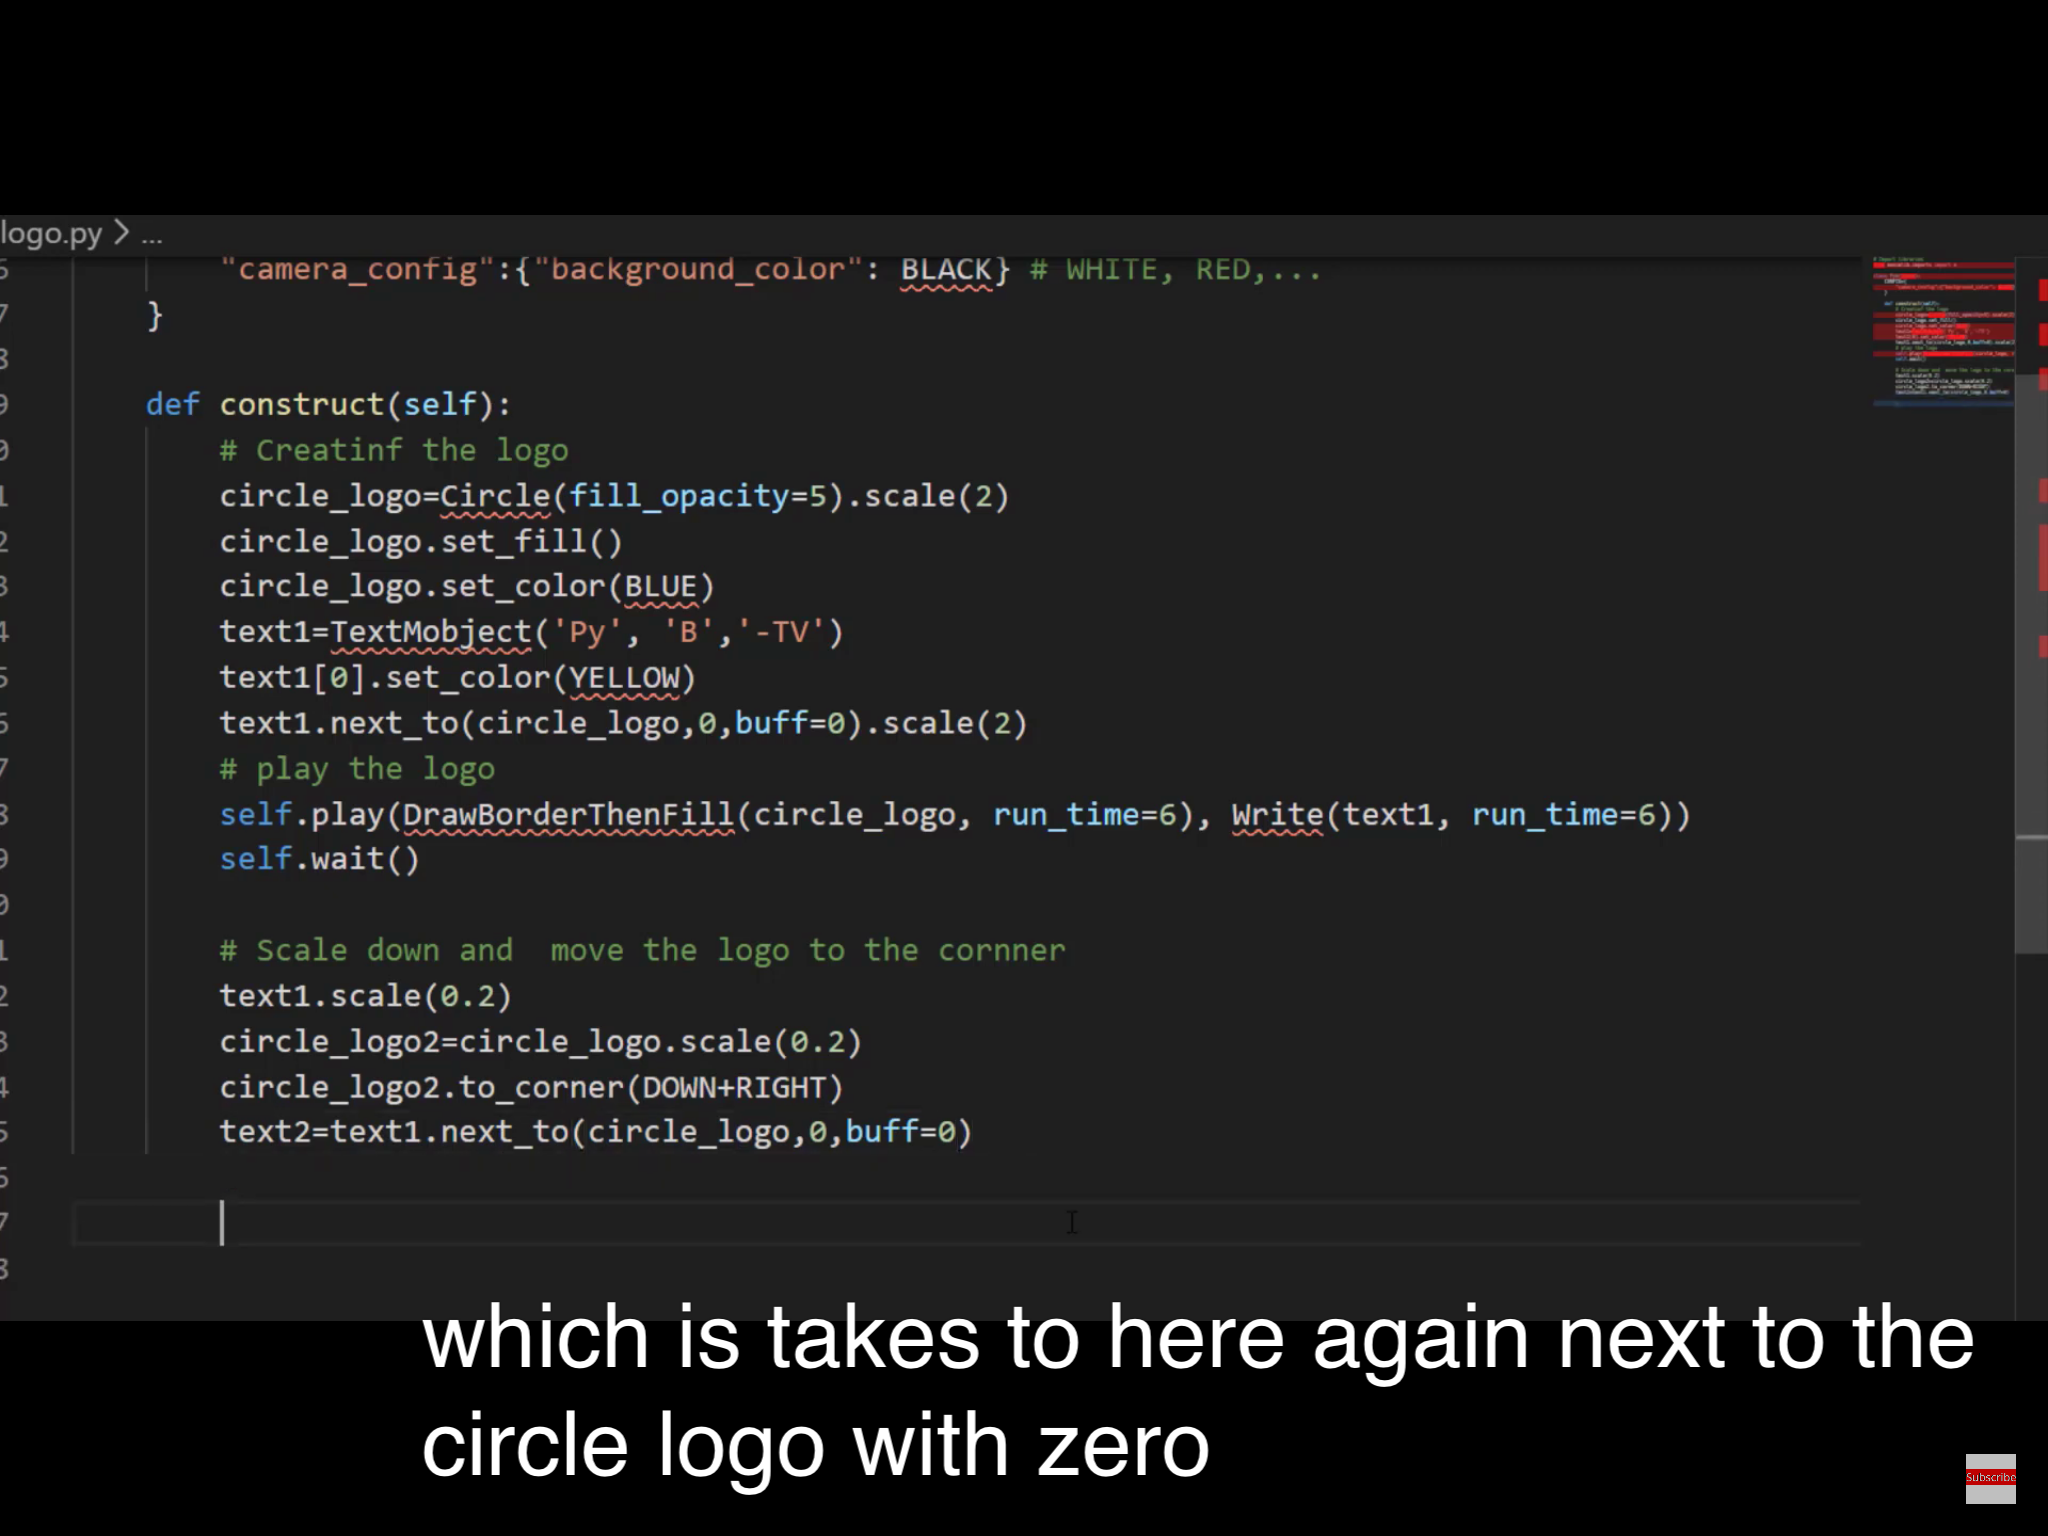 logo.py > ...
"camera_config":{"background_color": BLACK} # WHITE, RED,...
}
def construct(self):
# Creatinf the logo
circle_logo=Circle(fill_opacity=5).scale(2)
circle_logo.set_fill()
circle_logo.set_color(BLUE)
text1=TextMobject('Py', 'B','-TV')
text1[0].set_color(YELLOW)
text1.next_to(circle_logo,0,buff=0).scale(2)
# play the logo
self.play(DrawBorderThenFill(circle_logo, run_time=6), Write(text1, run_time=6))
self.wait()
# Scale down and  move the logo to the cornner
text1.scale(0.2)
circle_logo2=circle_logo.scale(0.2)
circle_logo2.to_corner(DOWN+RIGHT)
text2=text1.next_to(circle_logo,0,buff=0)
which is takes to here again next to the
circle logo with zero
Subscribe